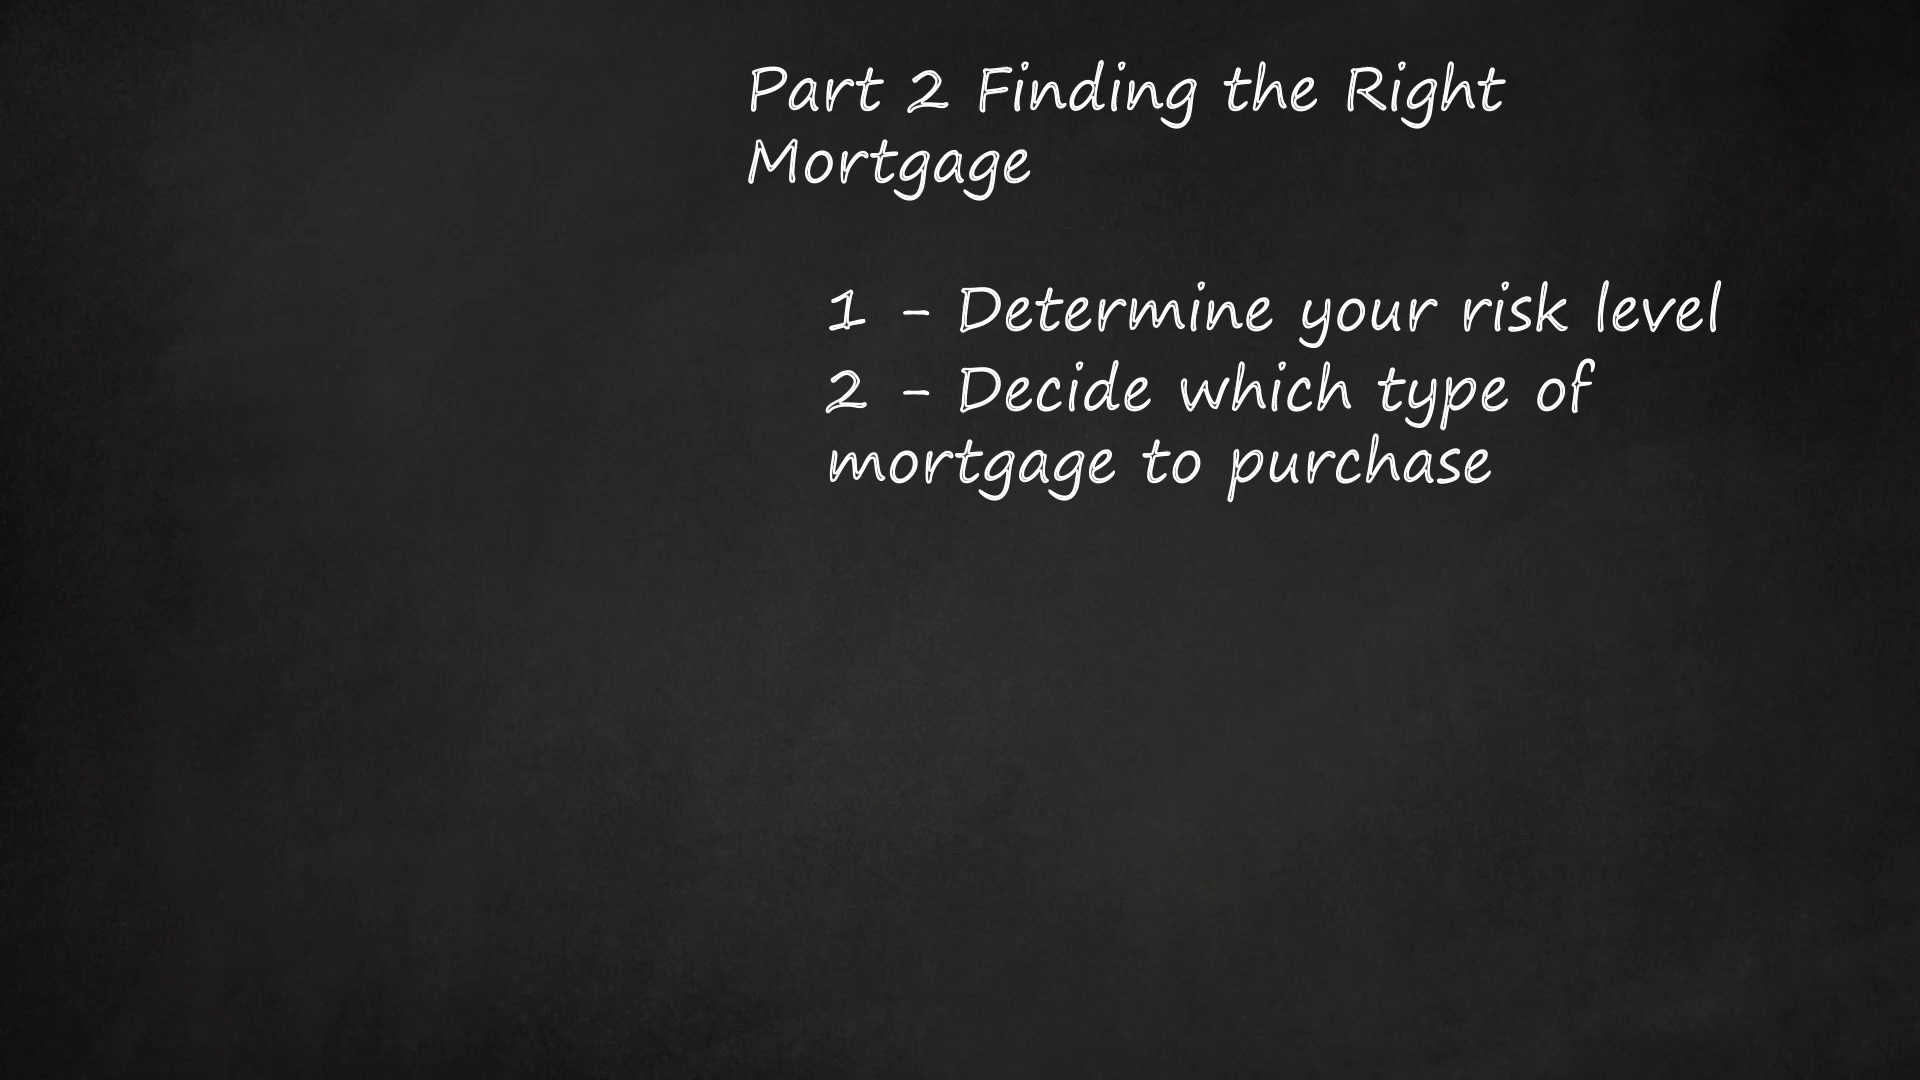 Part 2 Finding the Right
Mortgage
1 - Determine your risk level
2 - Decide which type of
mortgage to purchase